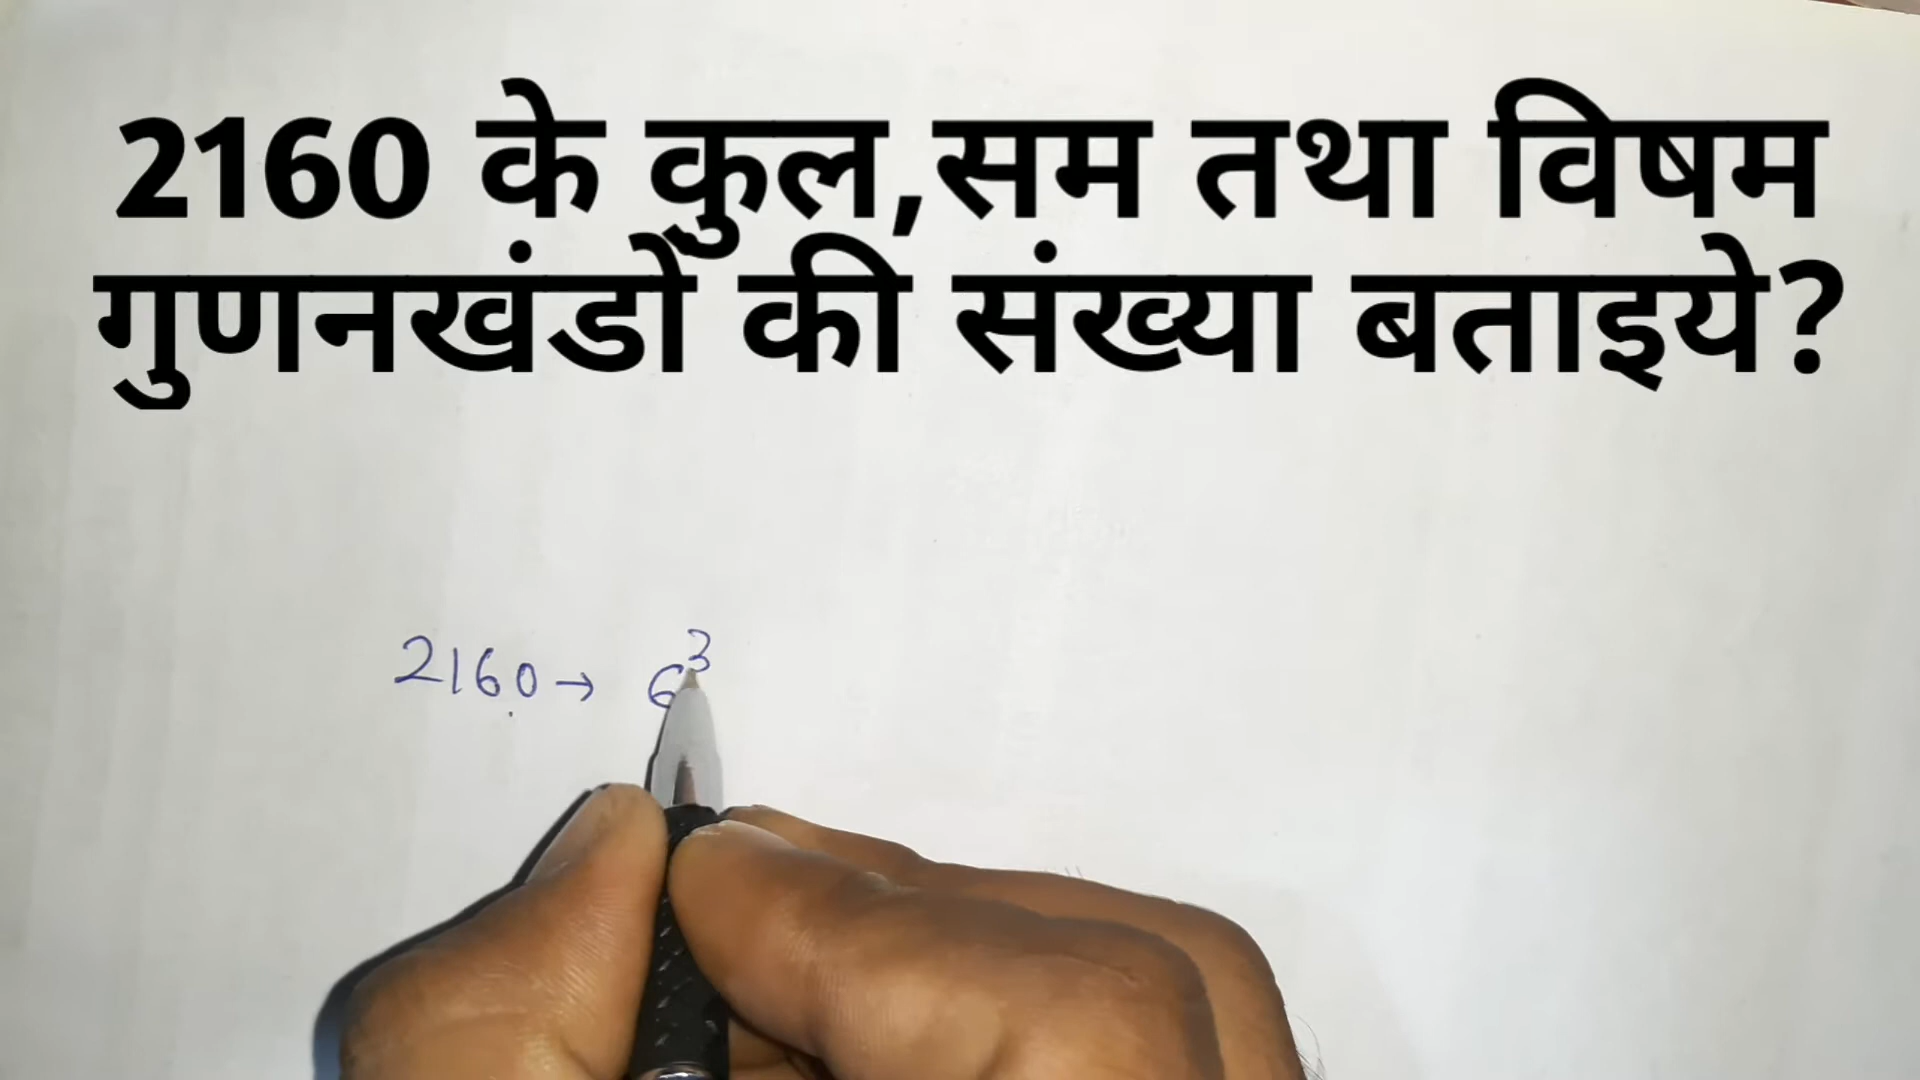 2160 के कुल,सम तथा विषम
गुणनखंडो की संख्या बताइये?
2160→ 6³